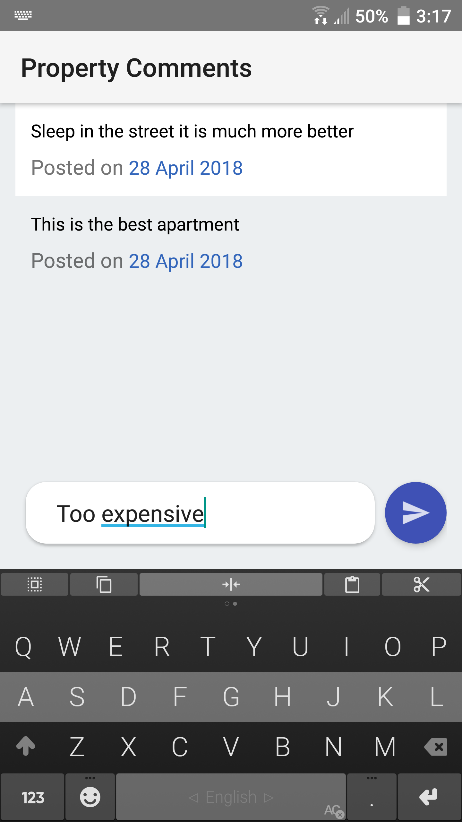 50% 3:17
Property Comments
Sleep in the street it is much more better
Posted on 28 April 2018
This is the best apartment
Posted on 28 April 2018
Too expensive
Q W E R T Y U I O P
A S D F G H J K L
Z X C V B N M
123 English AC .